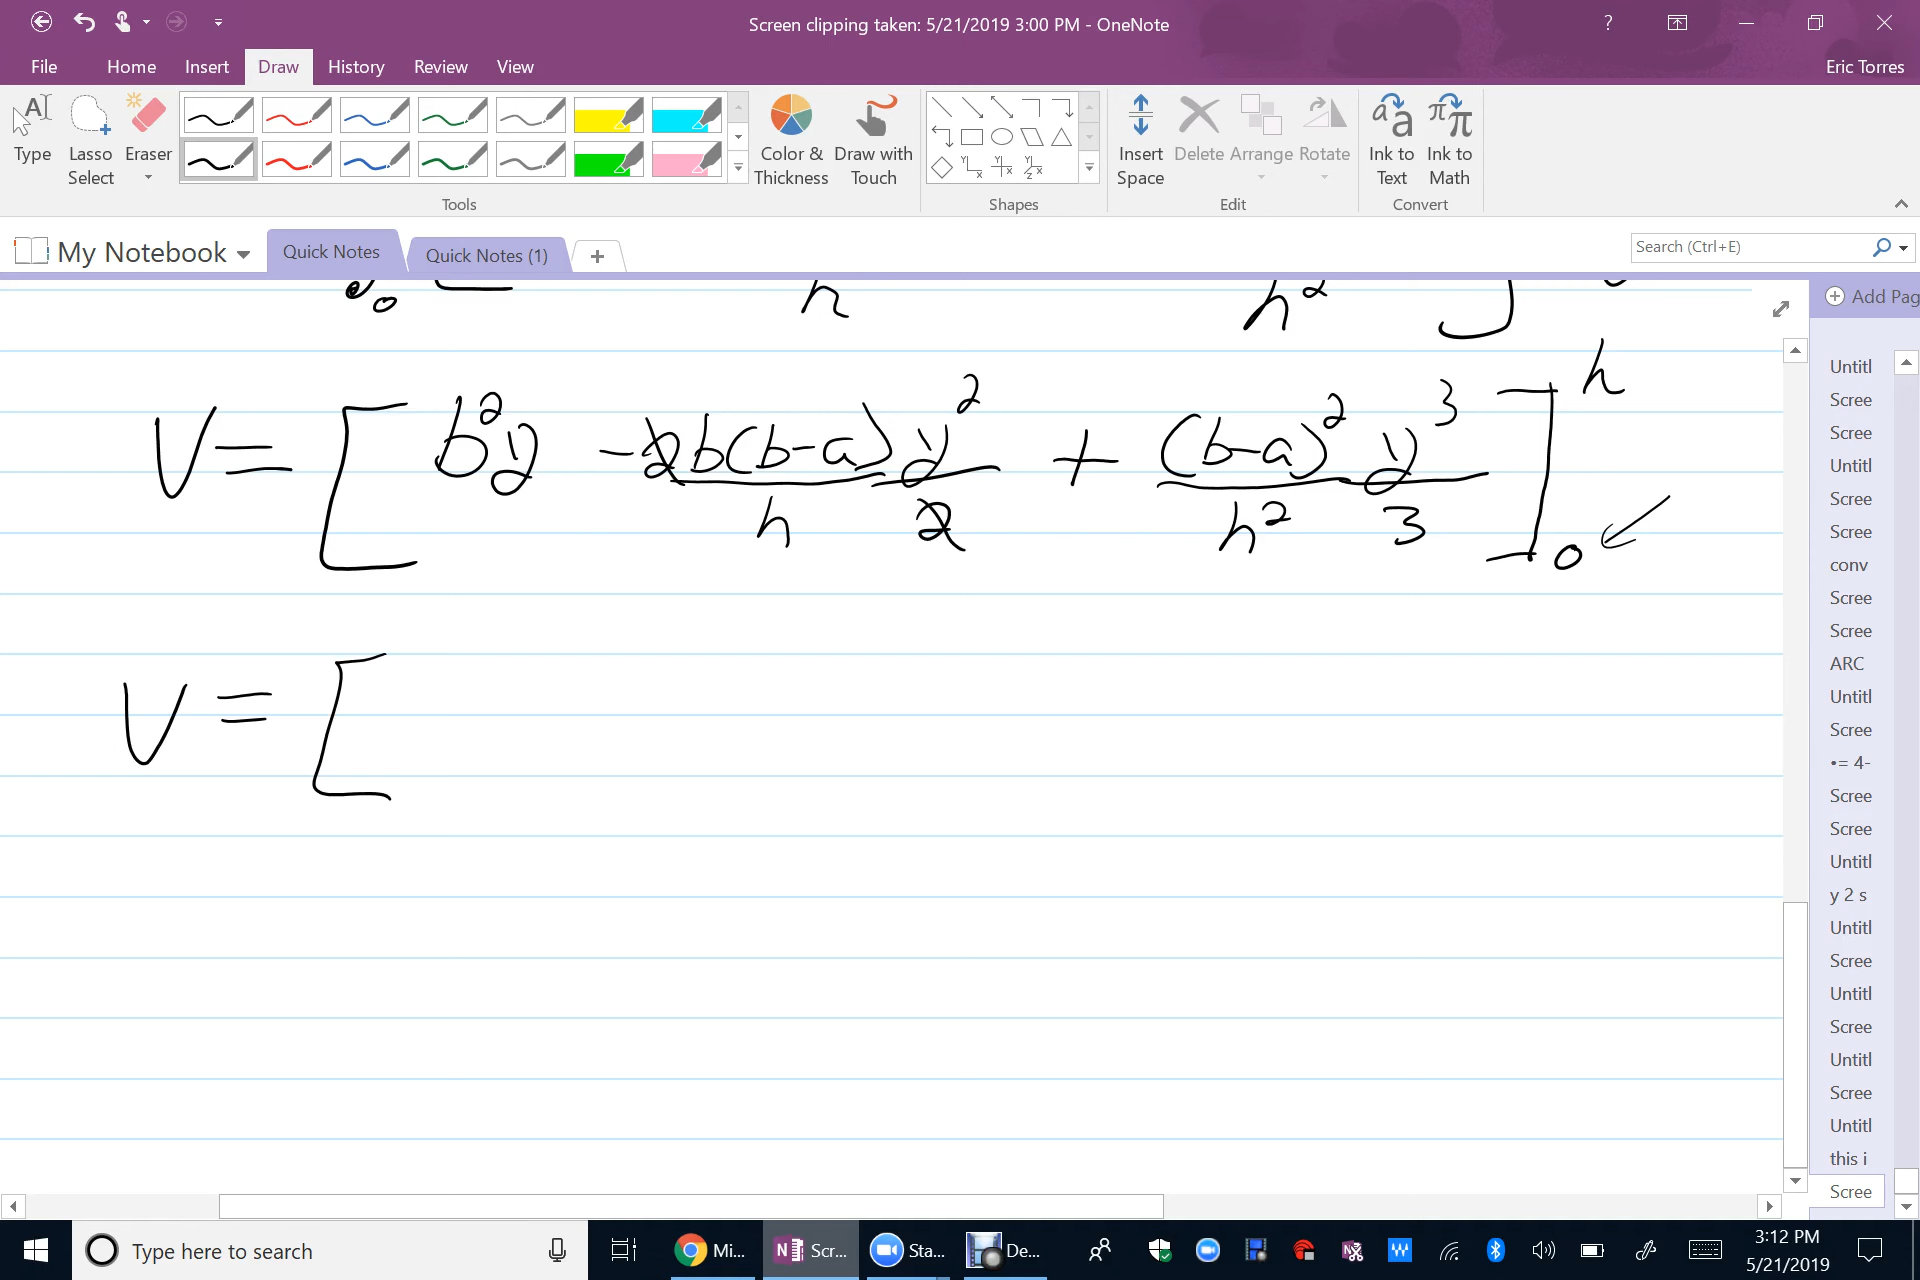 Screen clipping taken: 5/21/2019 3:00 PM - OneNote
?
File Home Insert Draw History Review View
Eric Torres
Type
Lasso Select
Eraser
Tools
Color & Thickness
Draw with Touch
Shapes
Insert Space
Delete Arrange Rotate
Edit
Ink to Text
Ink to Math
Convert
My Notebook
Quick Notes
Quick Notes (1)
+
Search (Ctrl+E)
Add Pag
0 h h²
V = [ b²y - 2b(b-a)/h y²/2 + (b-a)²/h² y³/3 ]₀ʰ
V = [
Untitl
Scree
Scree
Untitl
Scree
Scree
conv
Scree
Scree
ARC
Untitl
Scree
•= 4-
Scree
Scree
Untitl
y 2 s
Untitl
Scree
Untitl
Scree
Untitl
Scree
Untitl
this i
Scree
Type here to search
Mi...
Scr...
Sta...
De...
3:12 PM
5/21/2019